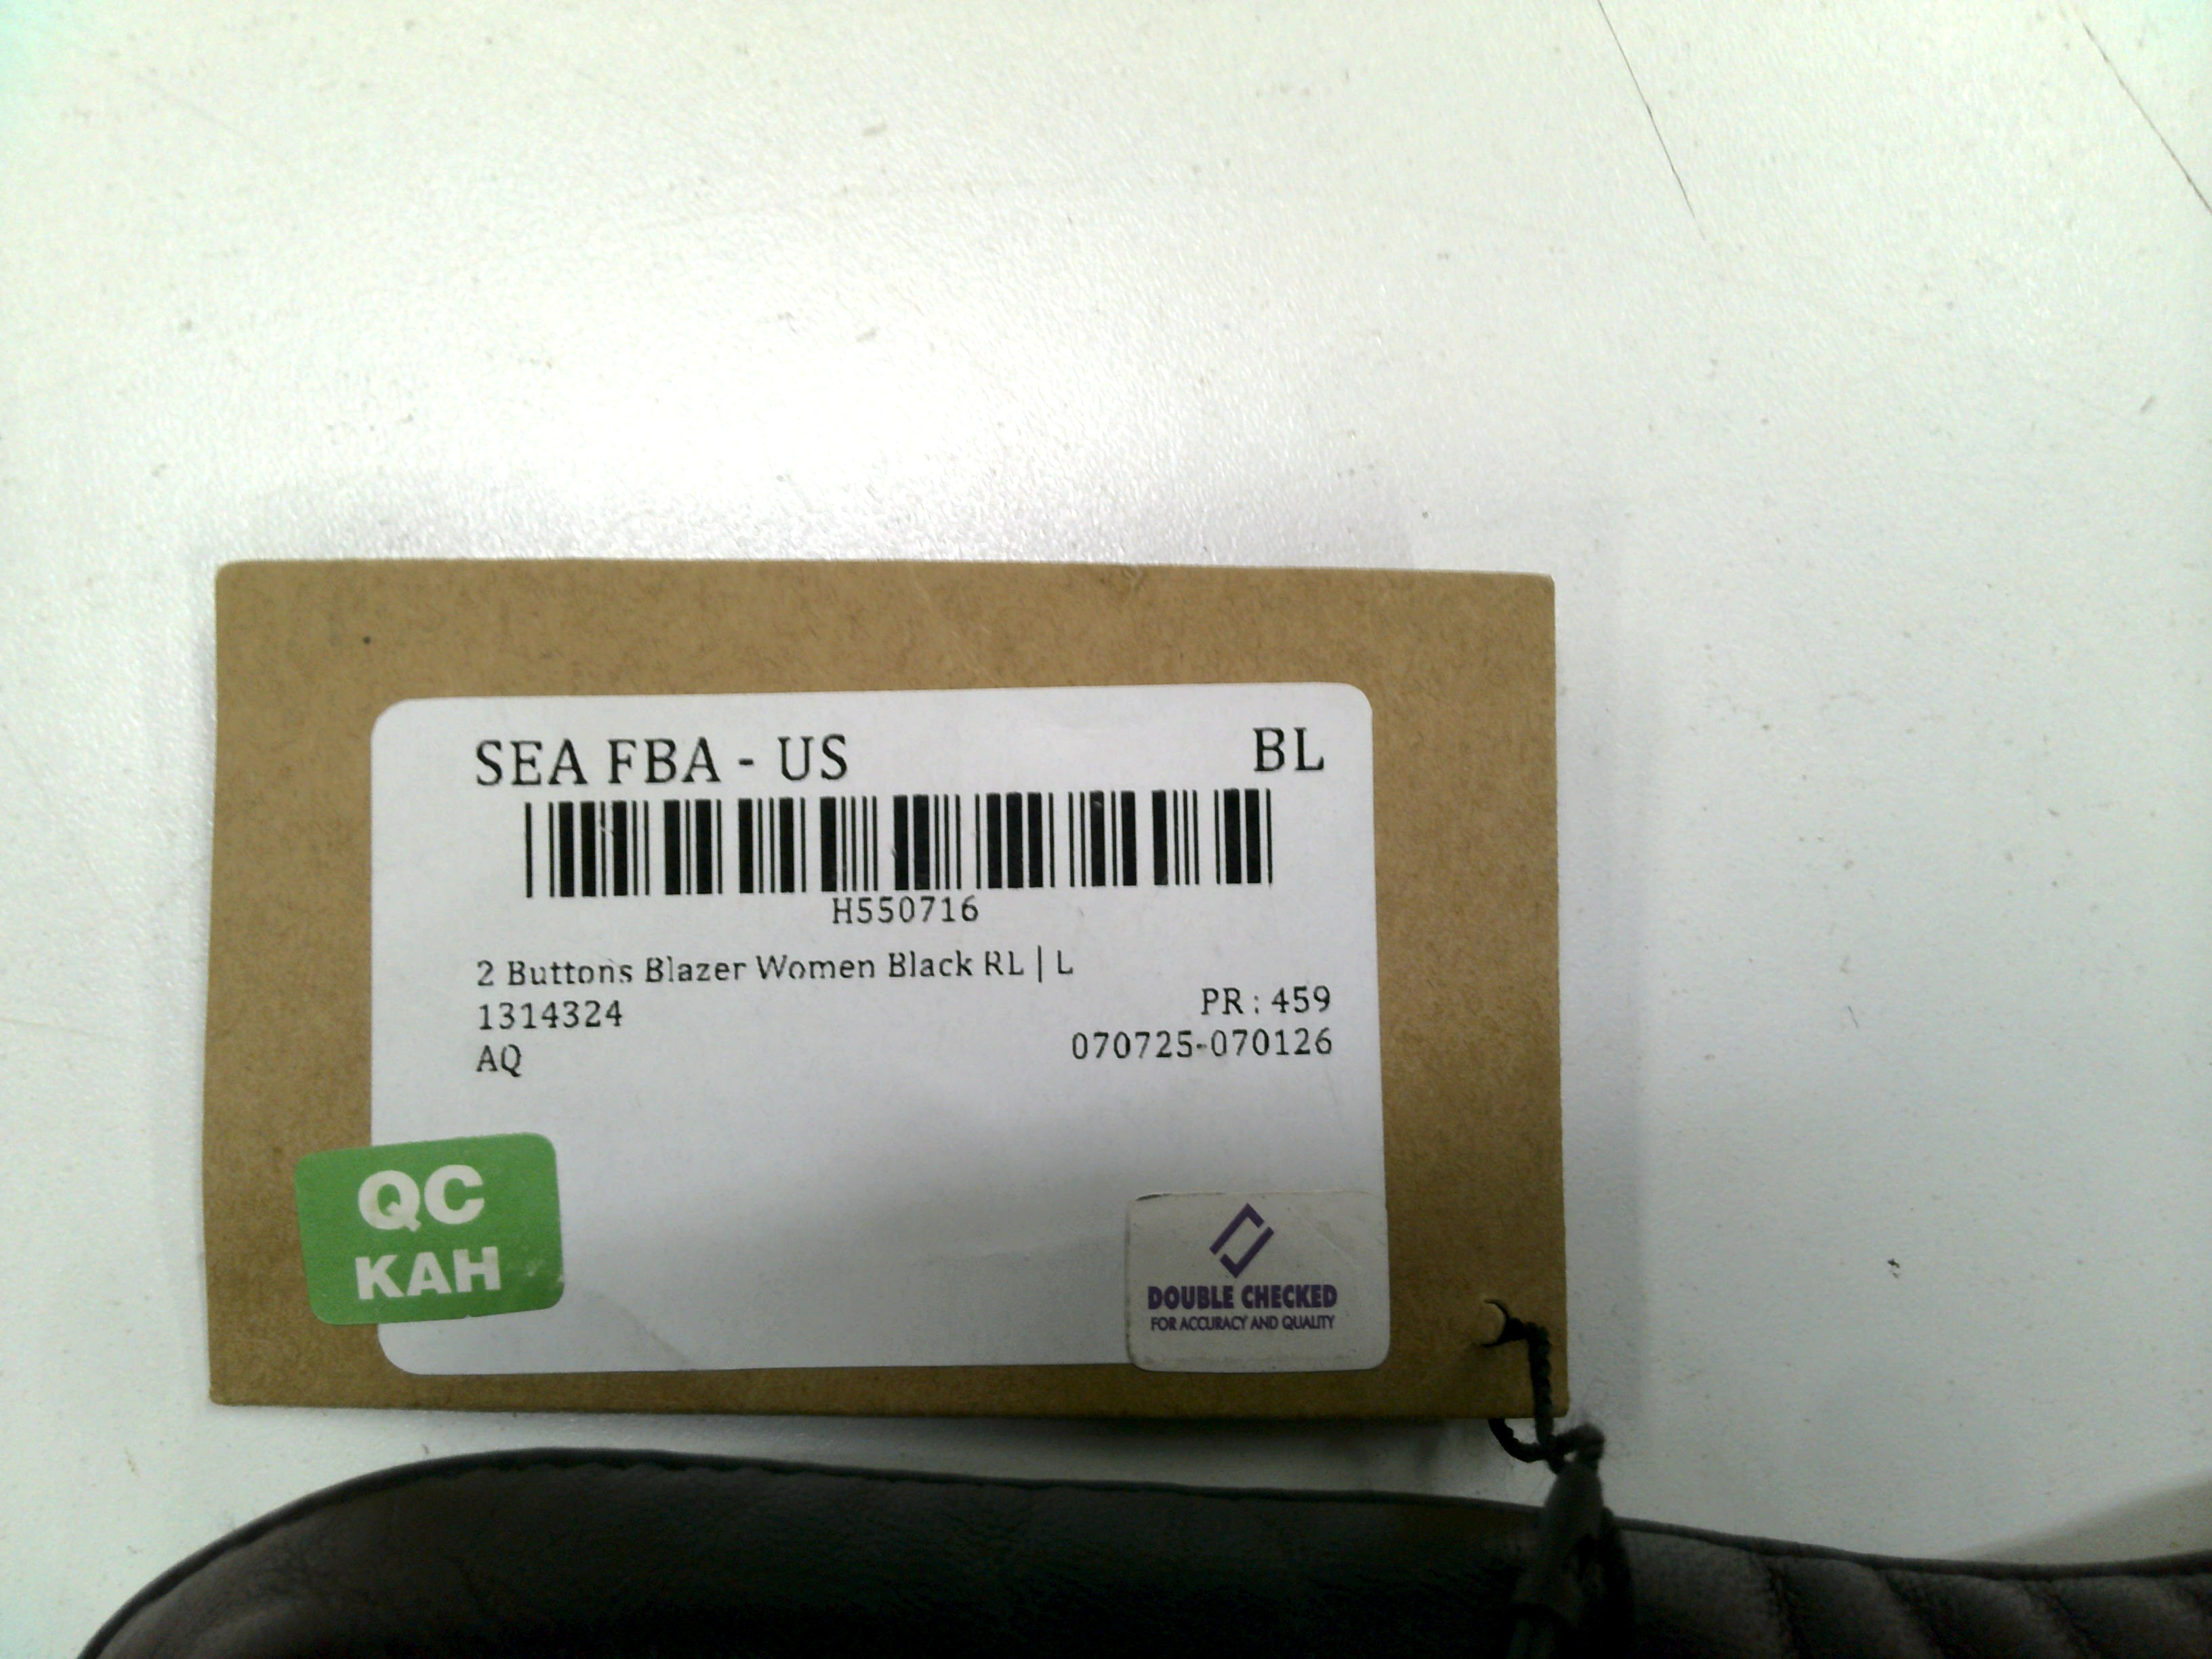 SEA FBA - US BL
H550716
2 Buttons Blazer Women Black RL | L
1314324 PR : 459
AQ 070725-070126
QC
KAH
DOUBLE CHECKED
FOR ACCURACY AND QUALITY